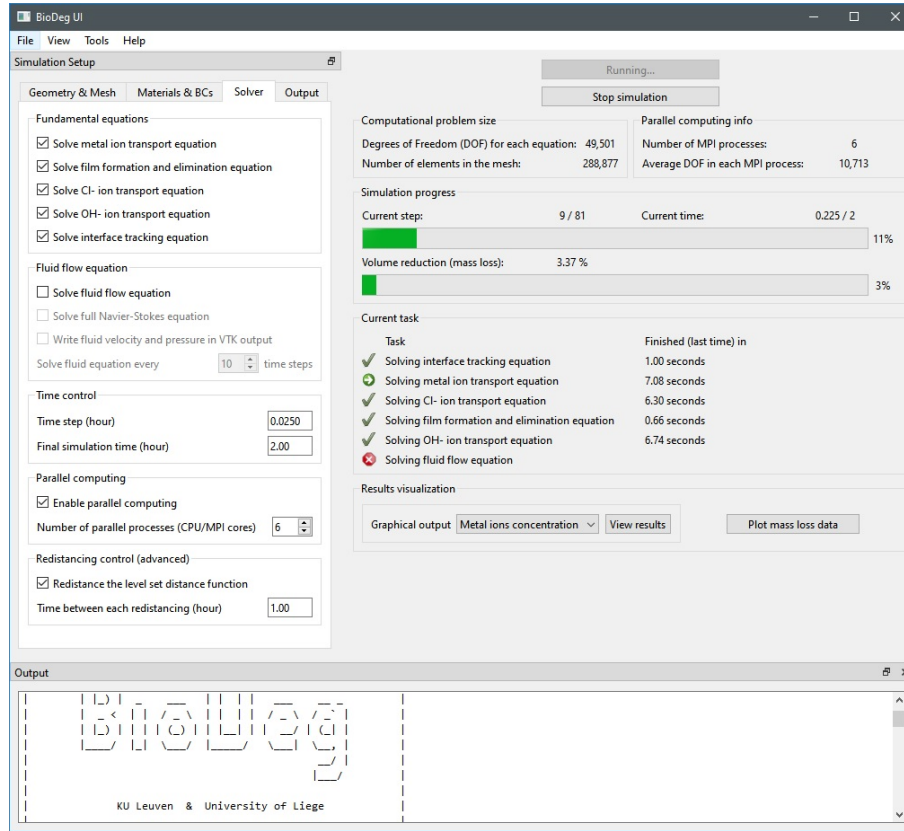 BioDeg UI
File View Tools Help
Simulation Setup
Geometry & Mesh Materials & BCs Solver Output
Fundamental equations
Solve metal ion transport equation
Solve film formation and elimination equation
Solve Cl- ion transport equation
Solve OH- ion transport equation
Solve interface tracking equation
Fluid flow equation
Solve fluid flow equation
Solve full Navier-Stokes equation
Write fluid velocity and pressure in VTK output
Solve fluid equation every 10 time steps
Time control
Time step (hour) 0.0250
Final simulation time (hour) 2.00
Parallel computing
Enable parallel computing
Number of parallel processes (CPU/MPI cores) 6
Redistancing control (advanced)
Redistance the level set distance function
Time between each redistancing (hour) 1.00
Running...
Stop simulation
Computational problem size
Degrees of Freedom (DOF) for each equation: 49,501
Number of elements in the mesh: 288,877
Parallel computing info
Number of MPI processes: 6
Average DOF in each MPI process: 10,713
Simulation progress
Current step: 9 / 81 Current time: 0.225 / 2
11%
Volume reduction (mass loss): 3.37 %
3%
Current task
Task Finished (last time) in
Solving interface tracking equation 1.00 seconds
Solving metal ion transport equation 7.08 seconds
Solving Cl- ion transport equation 6.30 seconds
Solving film formation and elimination equation 0.66 seconds
Solving OH- ion transport equation 6.74 seconds
Solving fluid flow equation
Results visualization
Graphical output Metal ions concentration View results Plot mass loss data
Output
BioDeg
KU Leuven & University of Liege